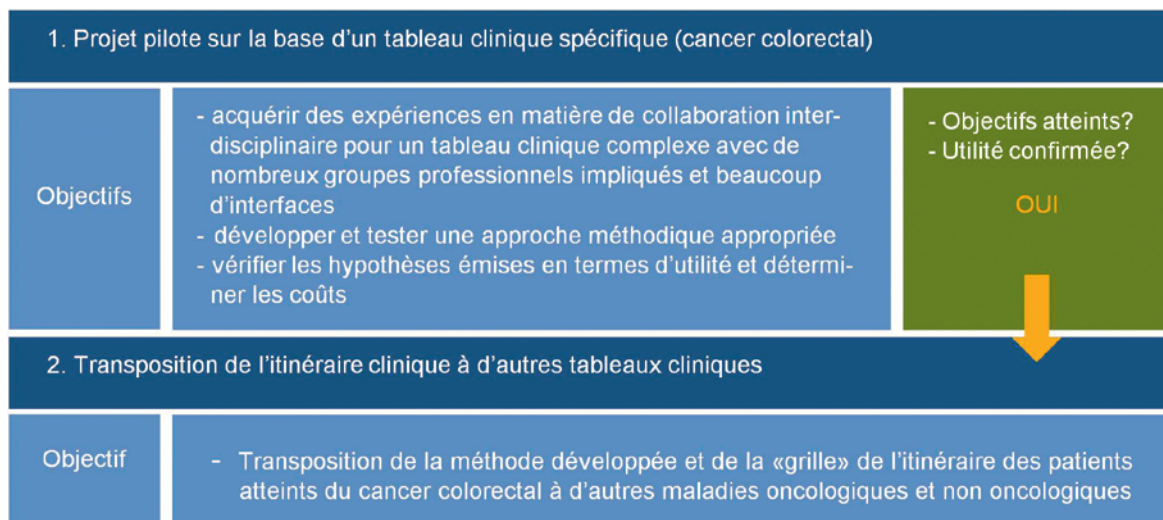 1. Projet pilote sur la base d'un tableau clinique spécifique (cancer colorectal)
Objectifs
- acquérir des expériences en matière de collaboration inter-
disciplinaire pour un tableau clinique complexe avec de
nombreux groupes professionnels impliqués et beaucoup
d'interfaces
- développer et tester une approche méthodique appropriée
- vérifier les hypothèses émises en termes d'utilité et détermi-
ner les coûts
- Objectifs atteints?
- Utilité confirmée?
OUI
2. Transposition de l'itinéraire clinique à d'autres tableaux cliniques
Objectif
- Transposition de la méthode développée et de la «grille» de l'itinéraire des patients
atteints du cancer colorectal à d'autres maladies oncologiques et non oncologiques